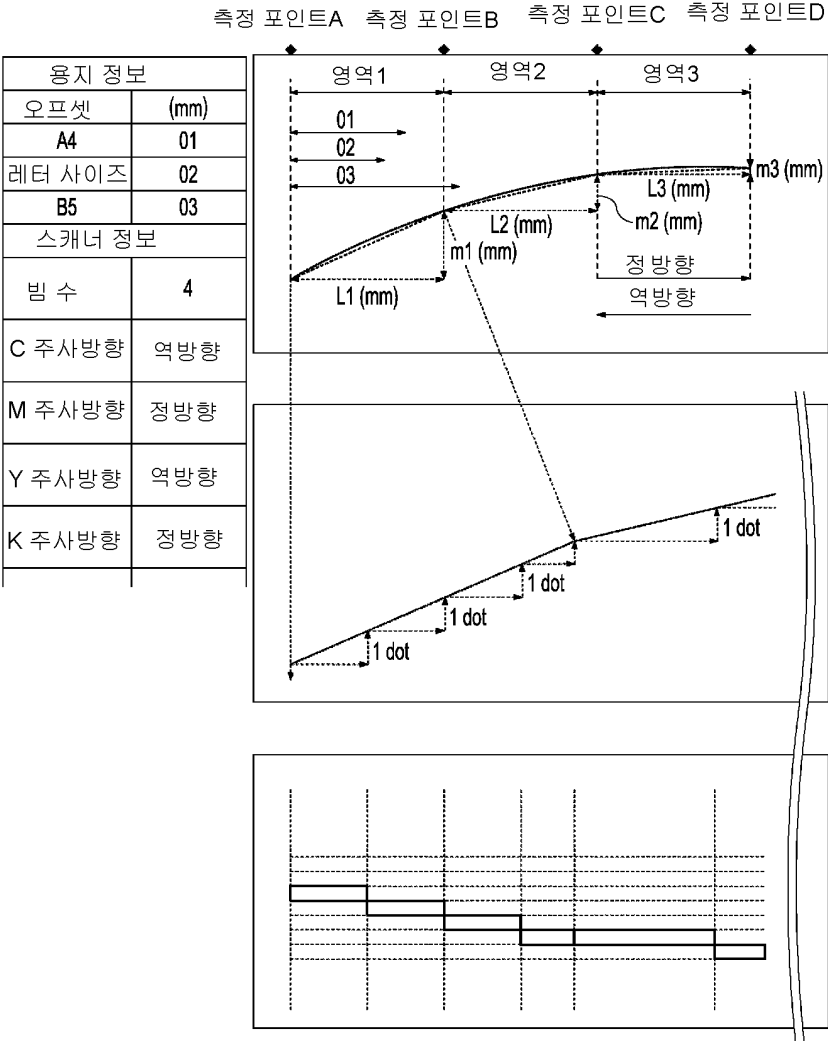 측정 포인트A 측정 포인트B 측정 포인트C 측정 포인트D
용지 정보
오프셋 (mm)
A4 01
레터 사이즈 02
B5 03
스캐너 정보
빔 수 4
C 주사방향 역방향
M 주사방향 정방향
Y 주사방향 역방향
K 주사방향 정방향
영역1 영역2 영역3
01
02
03
m3 (mm)
L3 (mm)
L2 (mm)
m2 (mm)
m1 (mm)
L1 (mm)
정방향
역방향
1 dot
1 dot
1 dot
1 dot